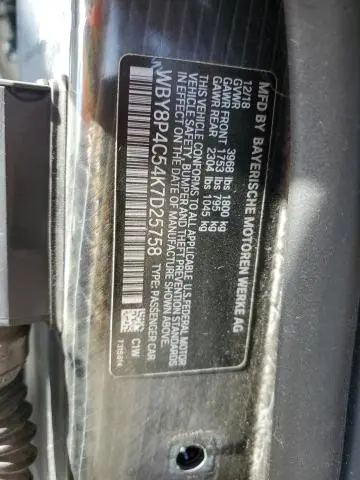 MFD BY BAYERISCHE MOTOREN WERKE AG
12/18
GVWR 3968 lbs 1800 kg
GAWR FRONT 1753 lbs 795 kg
GAWR REAR 2304 lbs 1045 kg
THIS VEHICLE CONFORMS TO ALL APPLICABLE U.S. FEDERAL MOTOR
VEHICLE SAFETY, BUMPER AND THEFT PREVENTION STANDARDS
IN EFFECT ON THE DATE OF MANUFACTURE SHOWN ABOVE.
WBY8P4C54K7D25758 TYPE: PASSENGER CAR
C1W